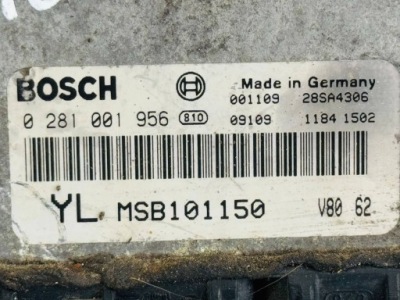 BOSCH Made in Germany
001109 28SA4306
0 281 001 956 810 09109 1184 1502
YL MSB101150 V80 62